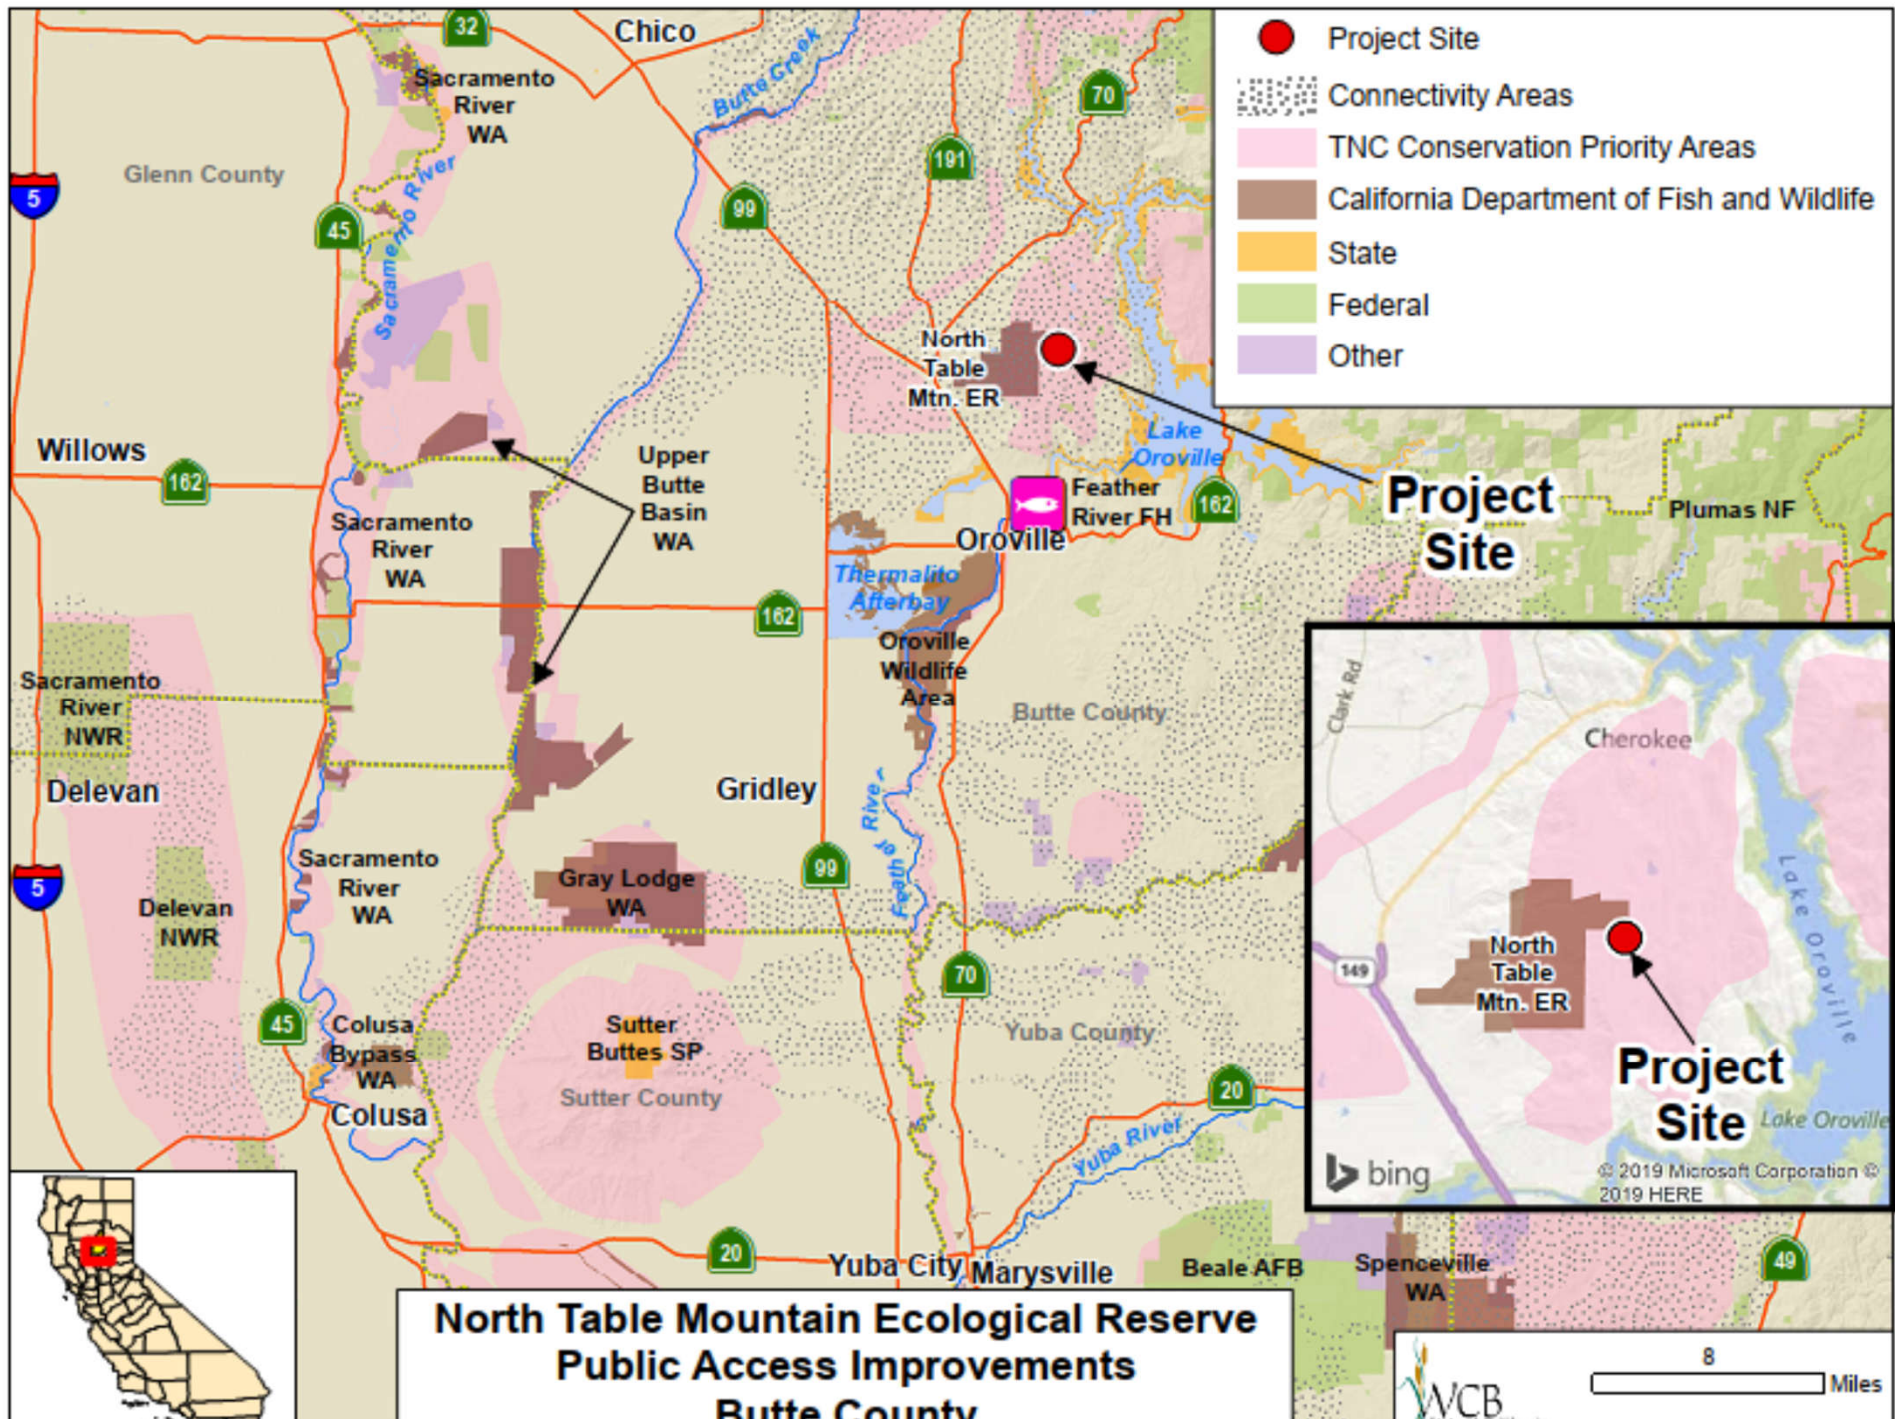 32
Chico
Sacramento
River
WA
Butte Creek
70
191
Glenn County
5
45
99
Sacramento River
Project Site
Connectivity Areas
TNC Conservation Priority Areas
California Department of Fish and Wildlife
State
Federal
Other
North
Table
Mtn. ER
Lake
Oroville
Willows
162
Upper
Butte
Basin
WA
Feather
River FH
162
Project
Site
Plumas NF
Oroville
Sacramento
River
WA
Thermalito
Afterbay
162
Oroville
Wildlife
Area
Sacramento
River
NWR
Butte County
Delevan
Gridley
Feather River
99
5
Sacramento
River
WA
Gray Lodge
WA
Delevan
NWR
70
45
Colusa
Bypass
WA
Colusa
Sutter
Buttes SP
Sutter County
Yuba County
20
Yuba River
Clark Rd
Cherokee
Lake Oroville
149
North
Table
Mtn. ER
Project
Site
Lake Oroville
bing
© 2019 Microsoft Corporation ©
2019 HERE
20
Yuba City
Marysville
Beale AFB
Spenceville
WA
49
North Table Mountain Ecological Reserve
Public Access Improvements
Butte County
WCB
8
Miles